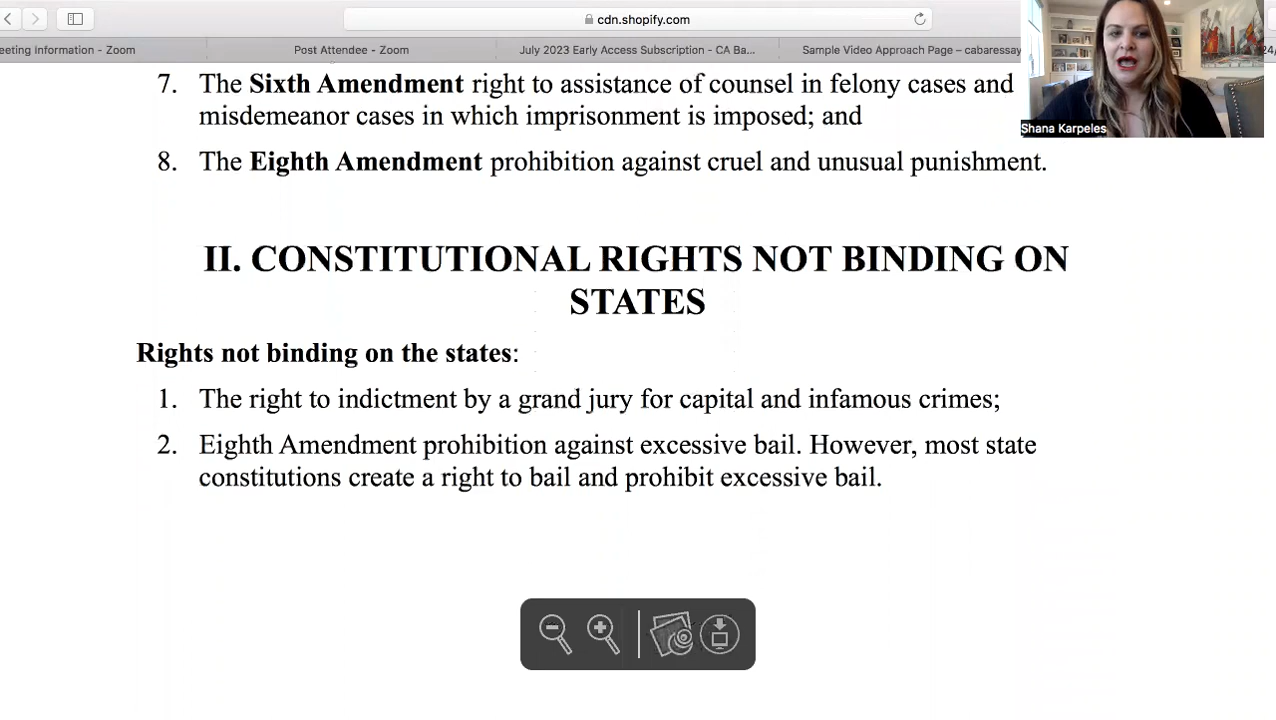 cdn.shopify.com
eeting Information - Zoom
Post Attendee - Zoom
July 2023 Early Access Subscription - CA Ba...
Sample Video Approach Page – cabaressay
24/
Shana Karpeles
7. The Sixth Amendment right to assistance of counsel in felony cases and
misdemeanor cases in which imprisonment is imposed; and
8. The Eighth Amendment prohibition against cruel and unusual punishment.
II. CONSTITUTIONAL RIGHTS NOT BINDING ON
STATES
Rights not binding on the states:
1. The right to indictment by a grand jury for capital and infamous crimes;
2. Eighth Amendment prohibition against excessive bail. However, most state
constitutions create a right to bail and prohibit excessive bail.